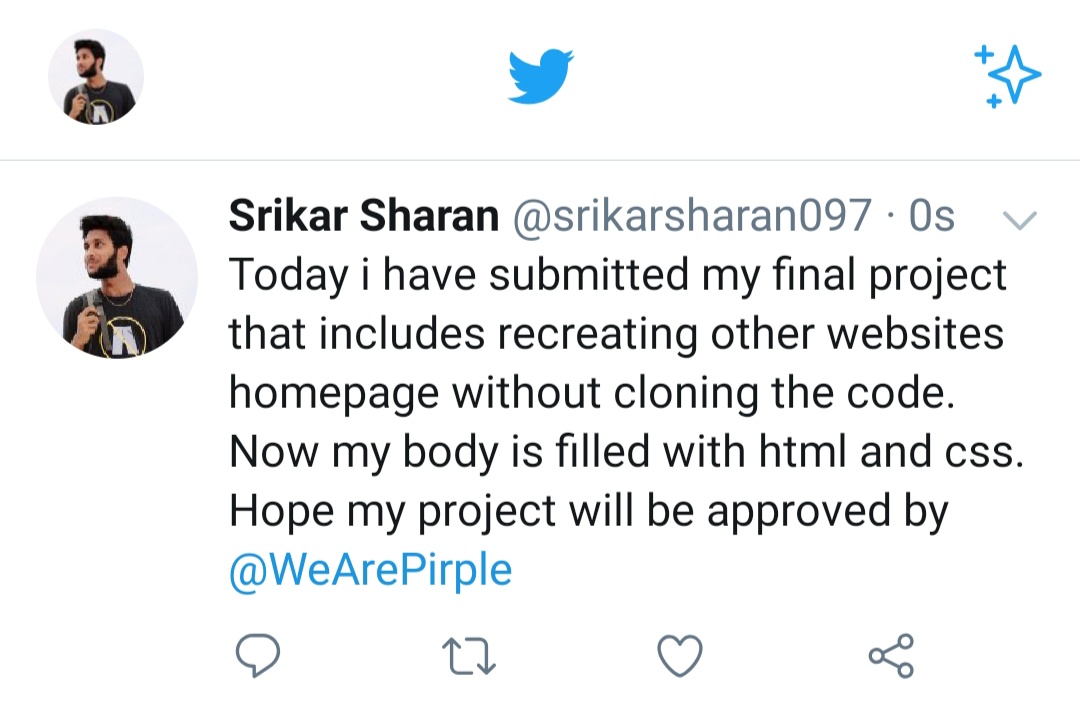 Srikar Sharan @srikarsharan097 · 0s
Today i have submitted my final project
that includes recreating other websites
homepage without cloning the code.
Now my body is filled with html and css.
Hope my project will be approved by
@WeArePirple